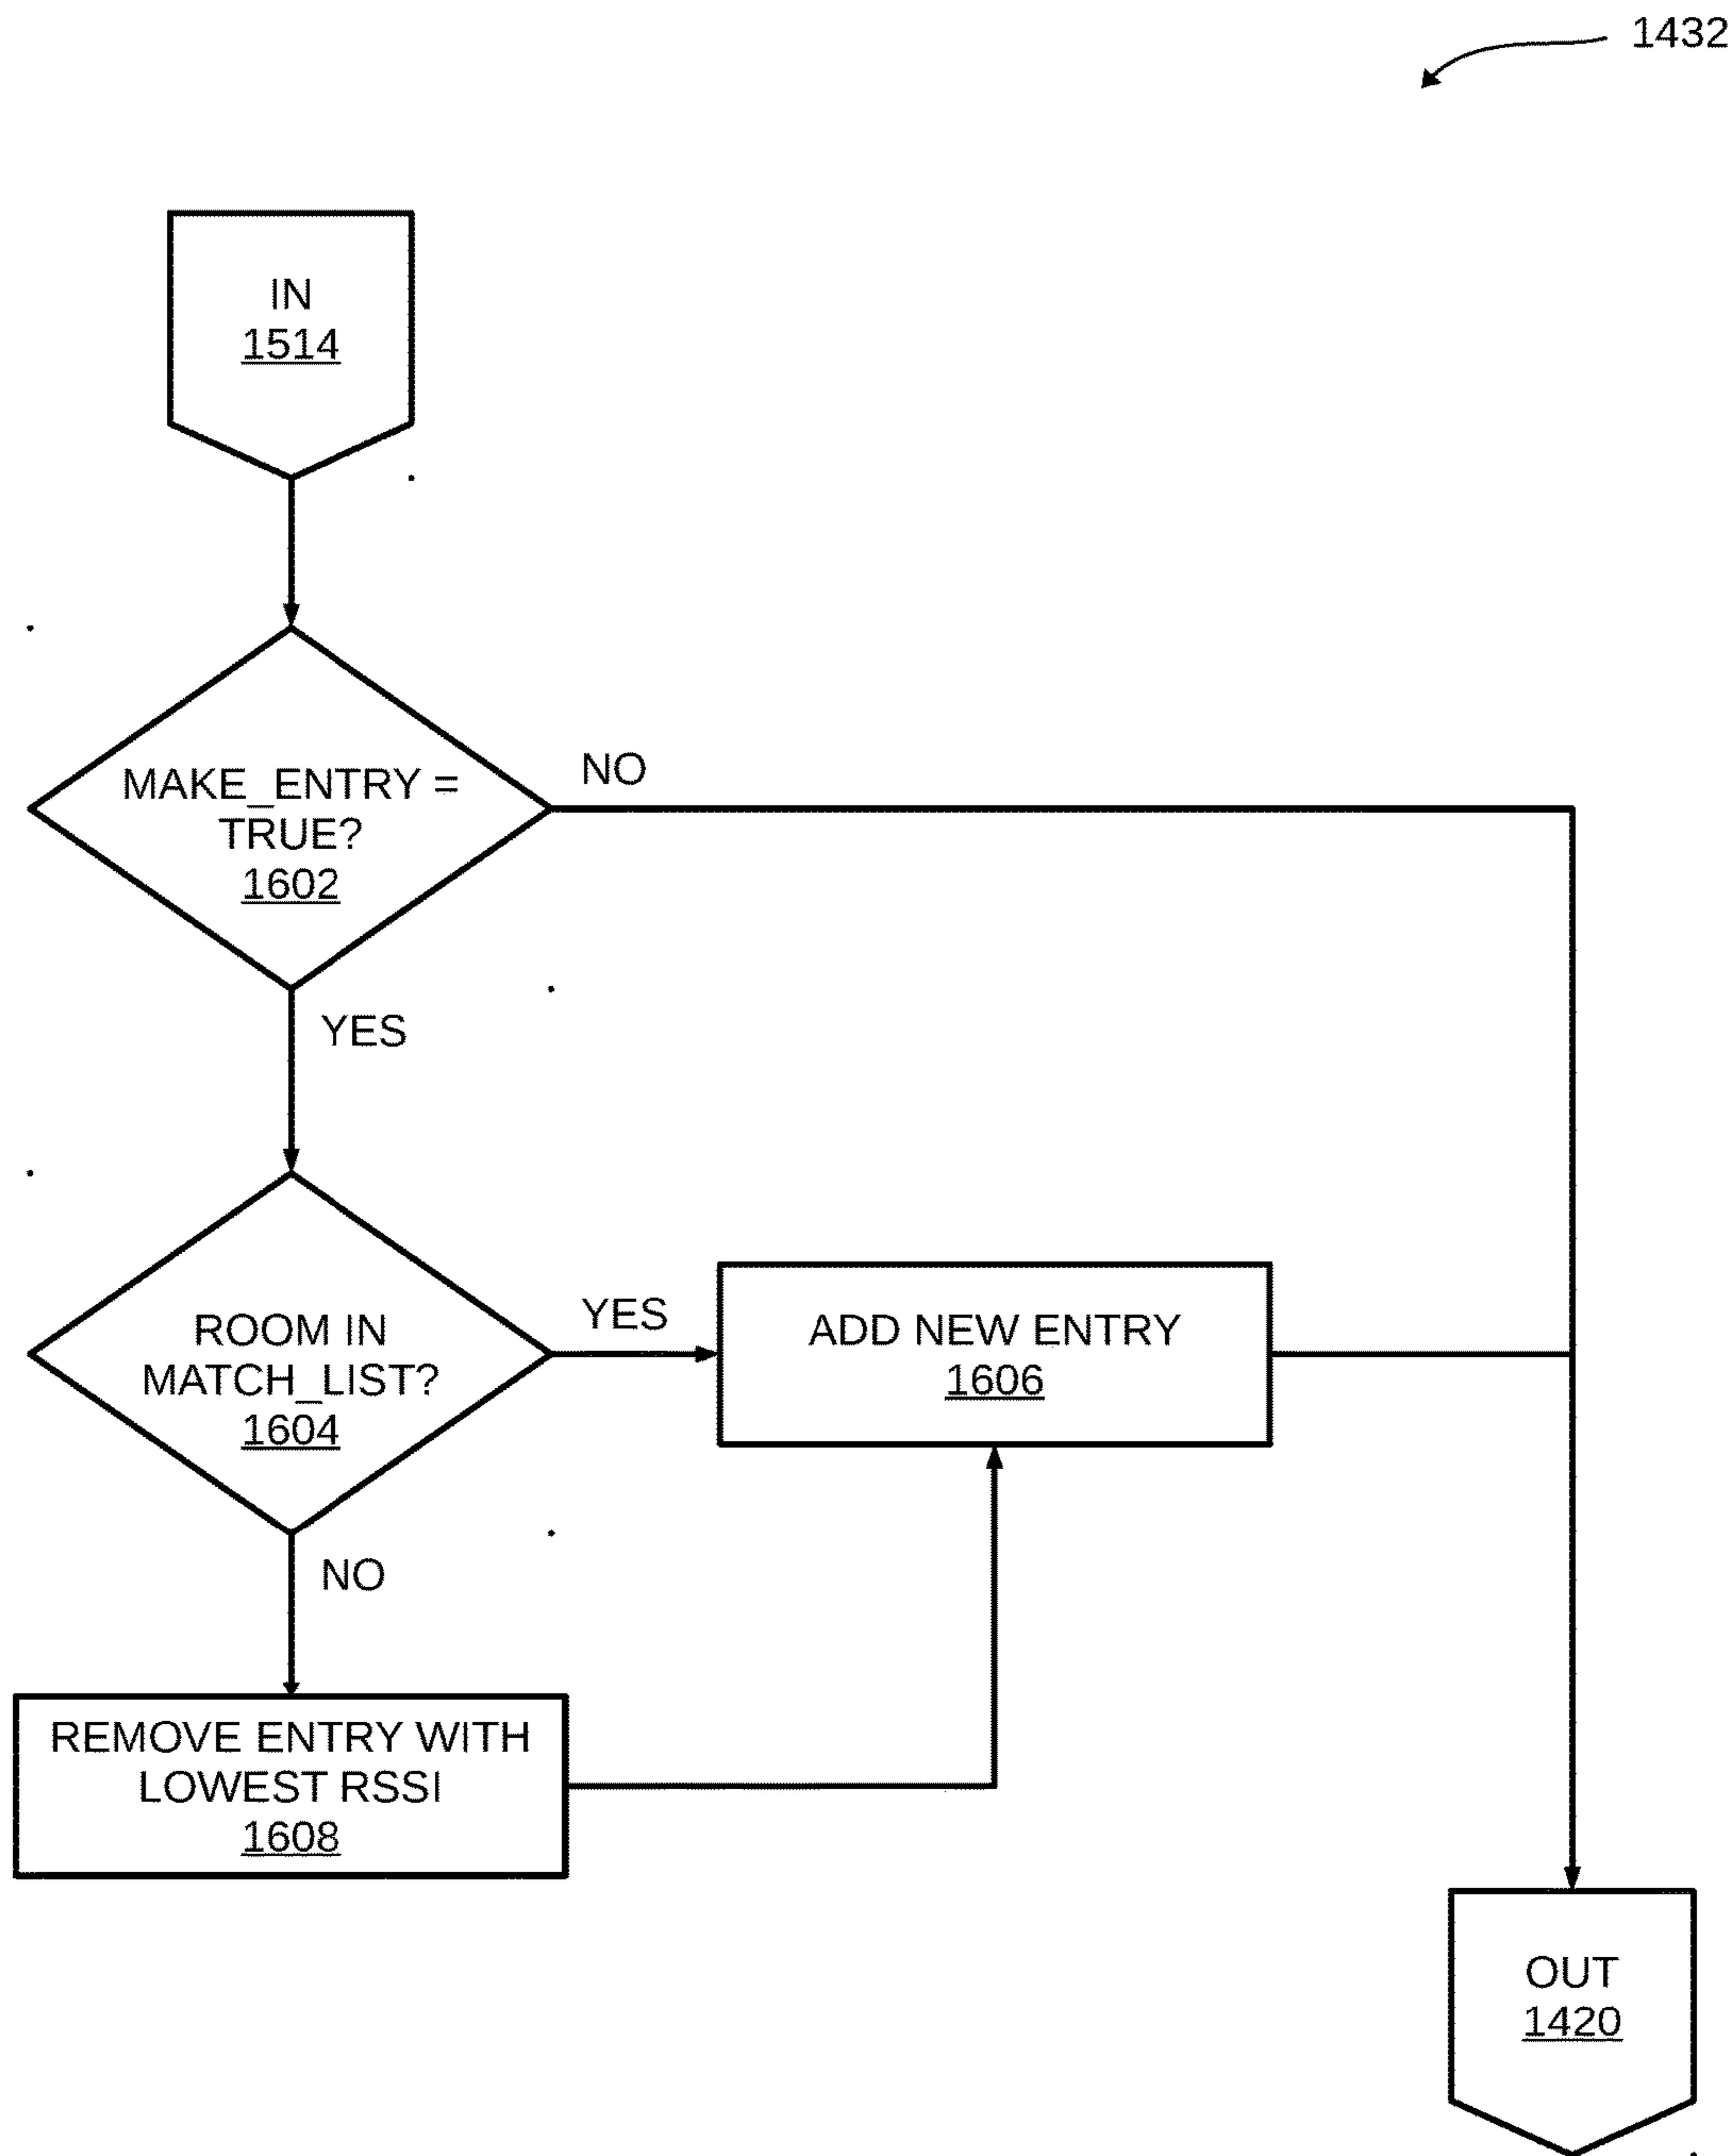 1432
IN
1514
MAKE_ENTRY =
TRUE?
1602
NO
YES
ROOM IN
MATCH_LIST?
1604
YES
ADD NEW ENTRY
1606
NO
REMOVE ENTRY WITH
LOWEST RSSI
1608
OUT
1420